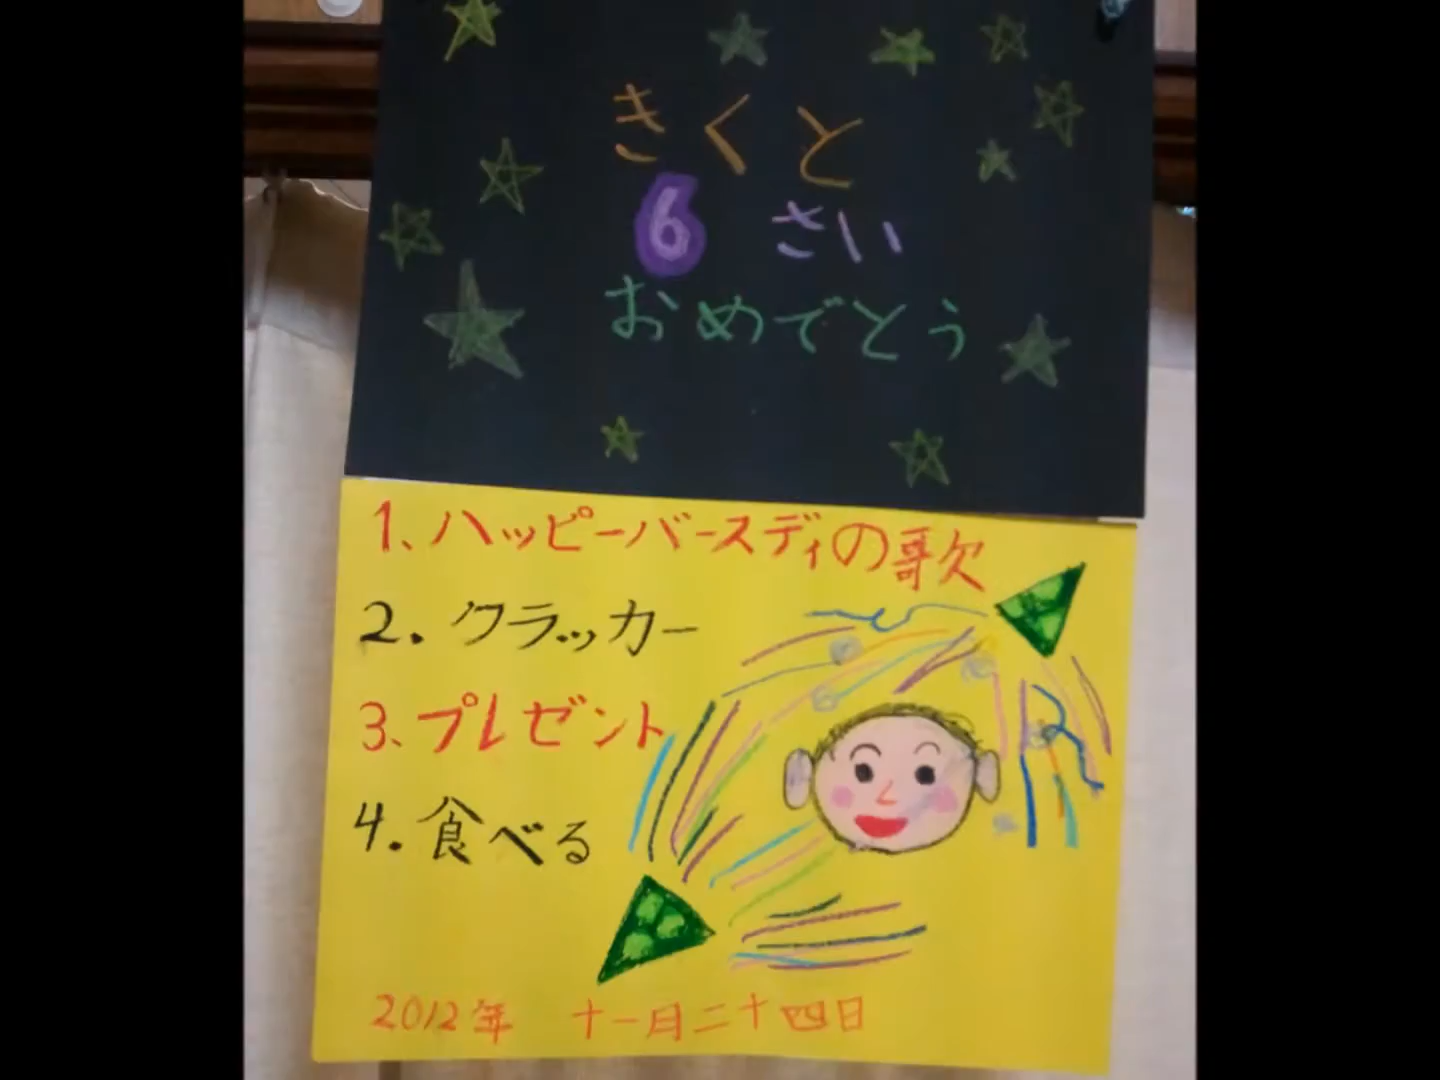 きくと
6 さい
おめでとう
1、ハッピーバースディの歌
2. クラッカー
3、プレゼント
4. 食べる
2012年 十一月二十四日